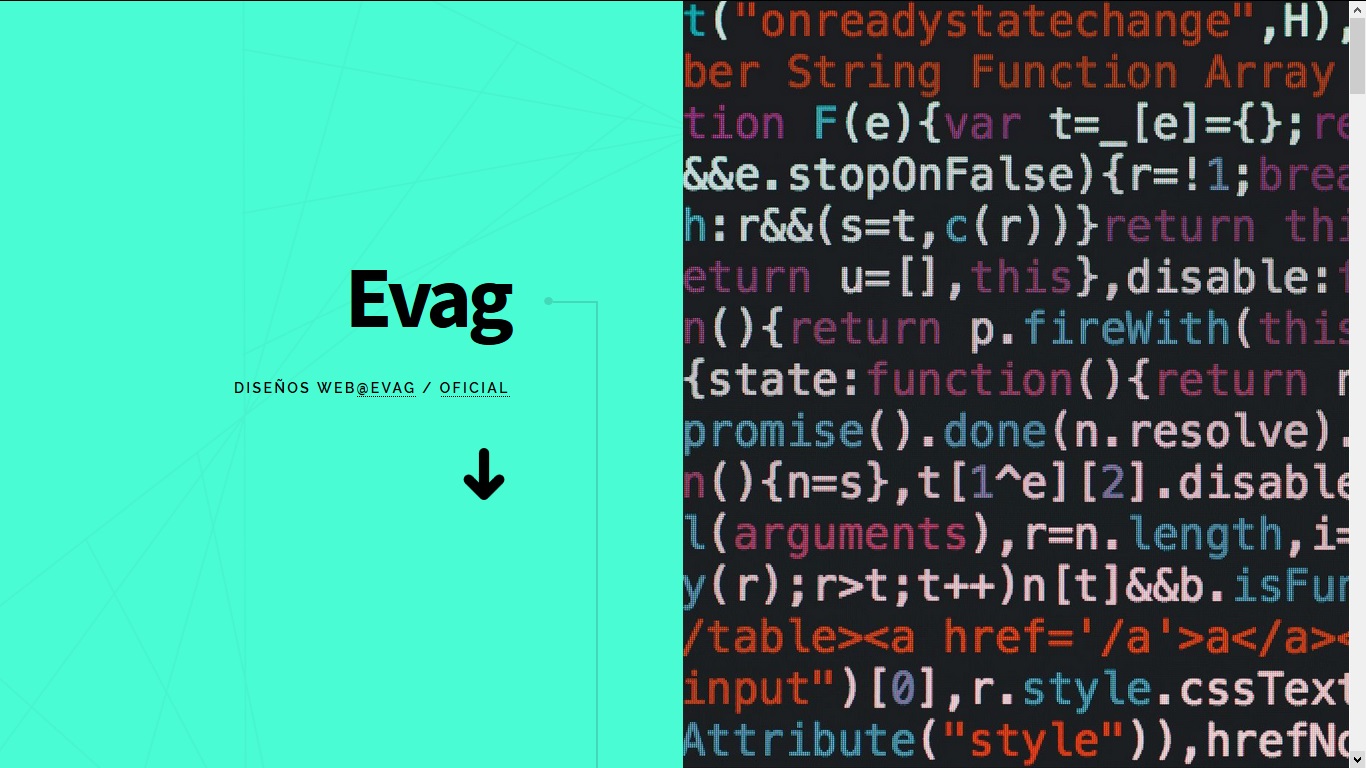 Evag
DISEÑOS WEB@EVAG / OFICIAL
t("onreadystatechange",H),
ber String Function Array
tion F(e){var t=_[e]={};re
&&e.stopOnFalse){r=!1;brea
h:r&&(s=t,c(r))}return thi
eturn u=[],this},disable:f
n(){return p.fireWith(this
{state:function(){return n
promise().done(n.resolve).
n(){n=s},t[1^e][2].disable
l(arguments),r=n.length,i=
y(r);r>t;t++)n[t]&&b.isFun
/table><a href='/a'>a</a><
input")[0],r.style.cssText
Attribute("style")),hrefNo